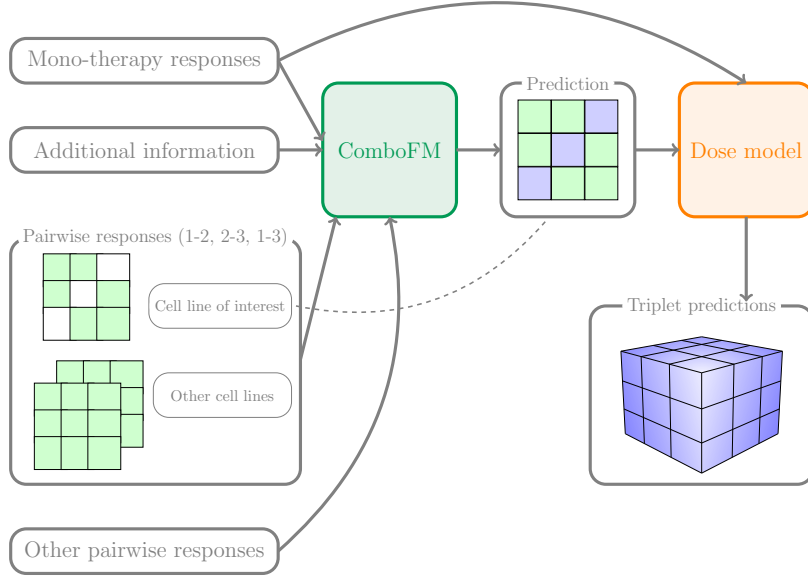 Mono-therapy responses
Additional information
ComboFM
Prediction
Dose model
Pairwise responses (1-2, 2-3, 1-3)
Cell line of interest
Other cell lines
Triplet predictions
Other pairwise responses